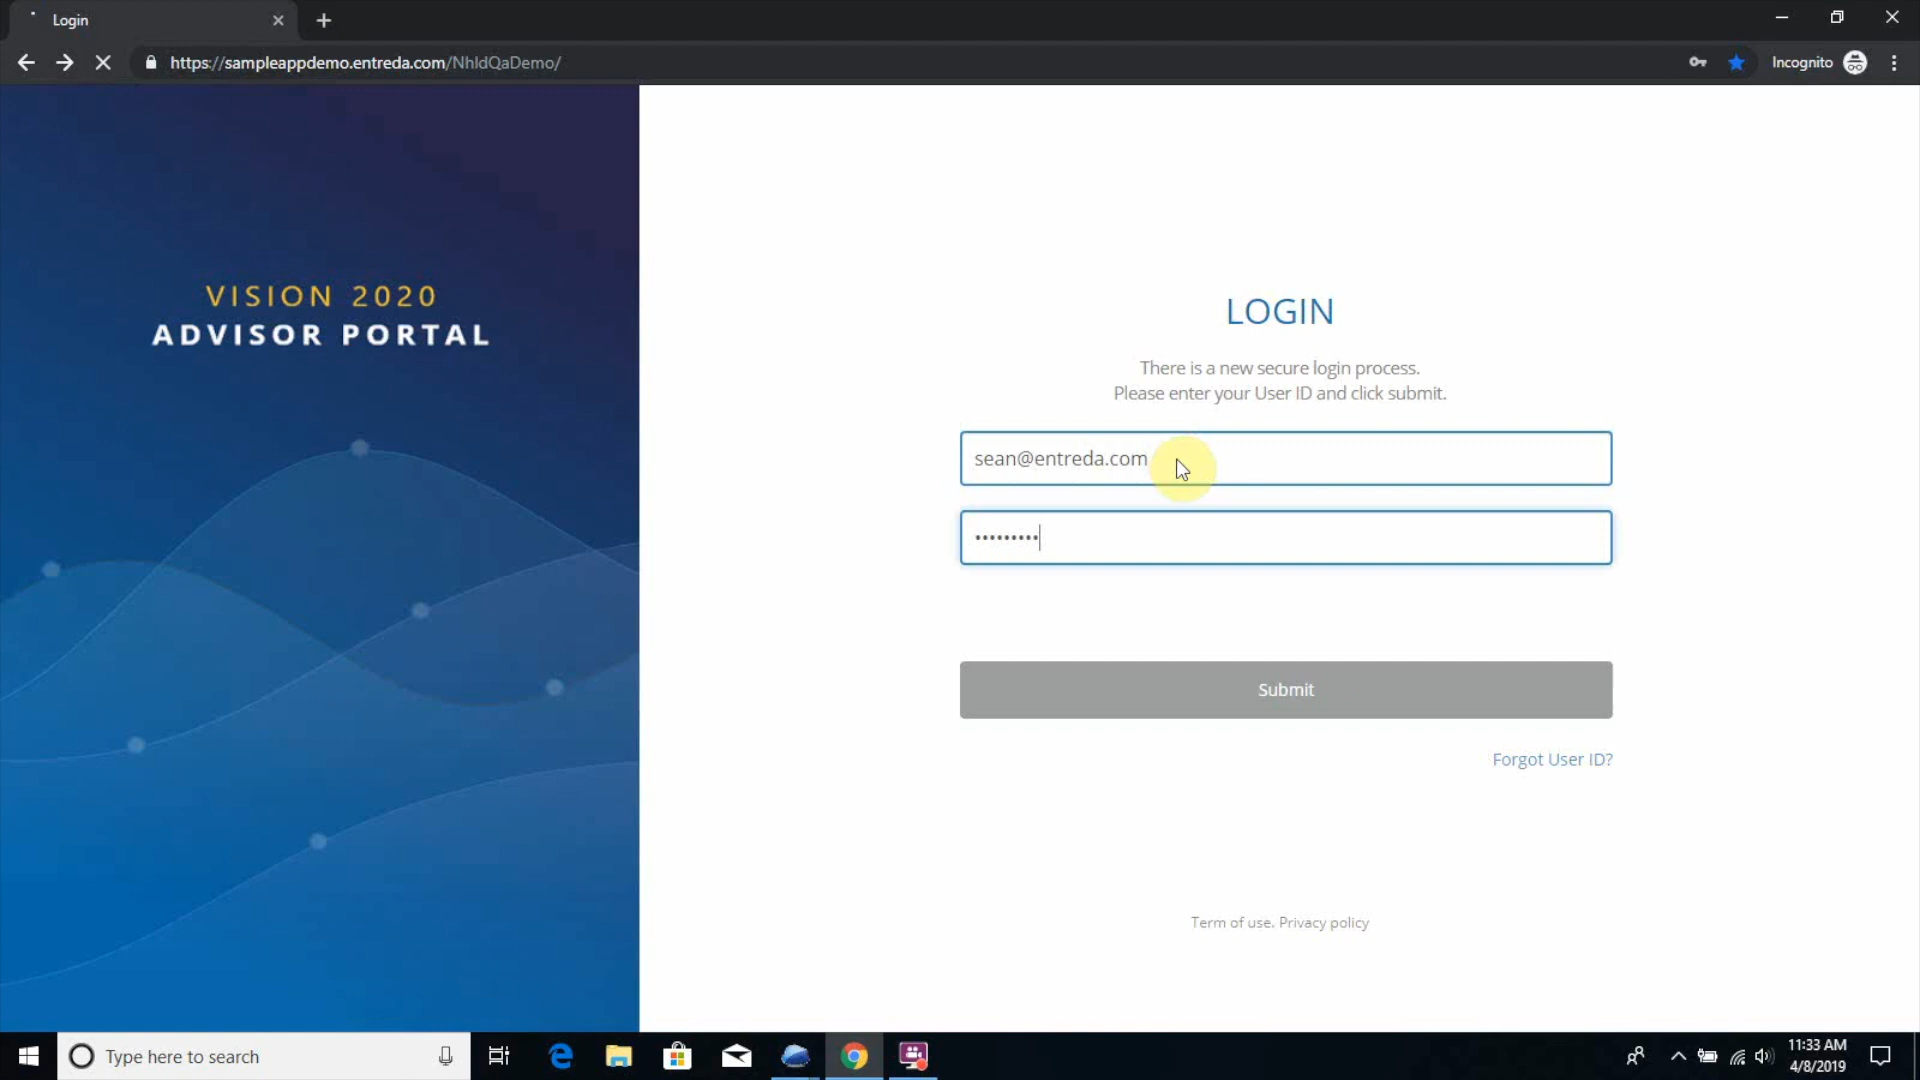 Login
https://sampleappdemo.entreda.com/NhldQaDemo/
Incognito
VISION 2020
ADVISOR PORTAL
LOGIN
There is a new secure login process.
Please enter your User ID and click submit.
sean@entreda.com
•••••••••
Submit
Forgot User ID?
Term of use. Privacy policy
Type here to search
11:33 AM
4/8/2019